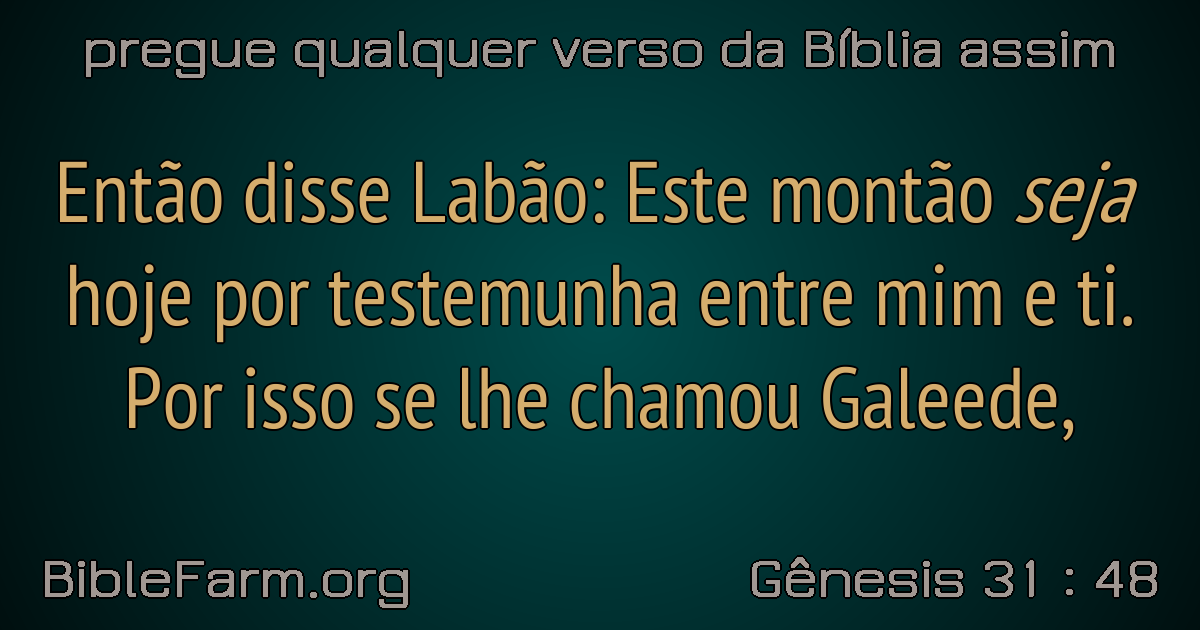 pregue qualquer verso da Bíblia assim
Então disse Labão: Este montão seja
hoje por testemunha entre mim e ti.
Por isso se lhe chamou Galeede,
BibleFarm.org
Gênesis 31 : 48